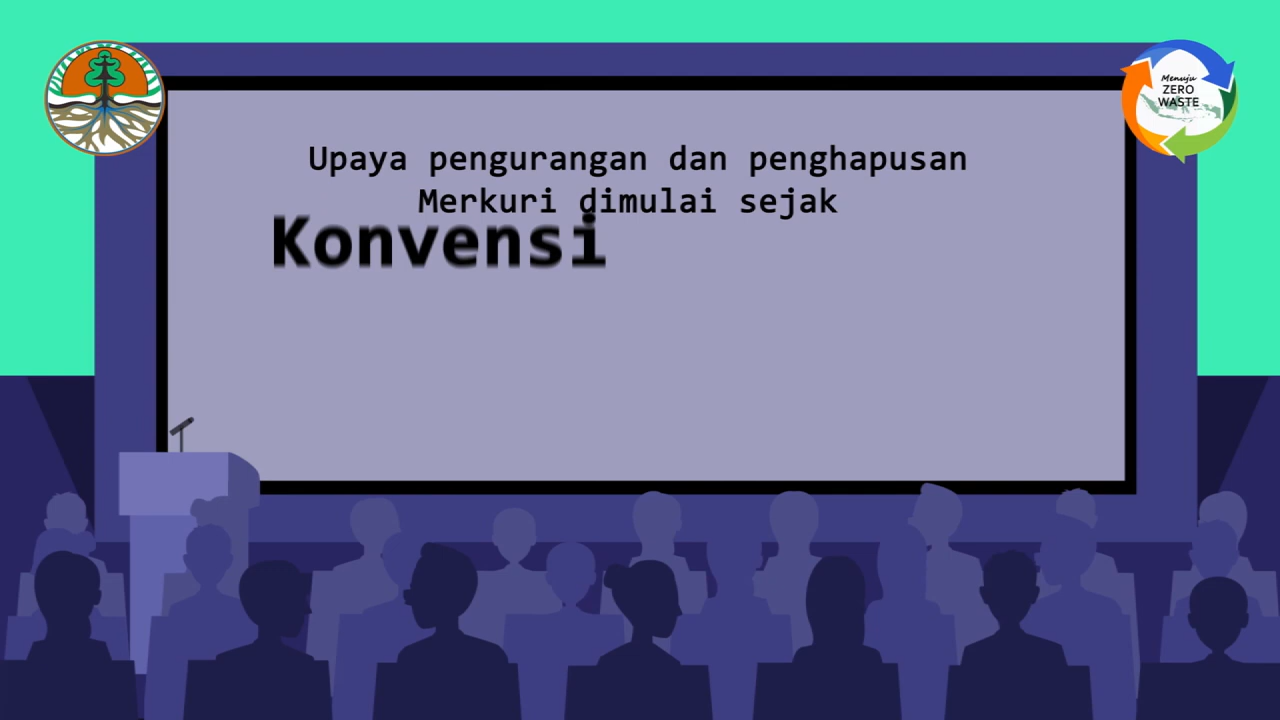 Upaya pengurangan dan penghapusan
Merkuri dimulai sejak
Konvensi
Menuju
ZERO
WASTE